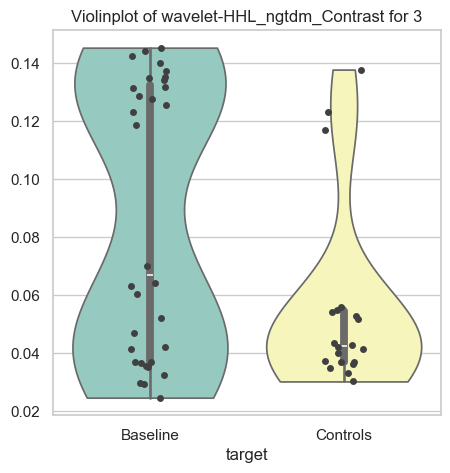 Violinplot of wavelet-HHL_ngtdm_Contrast for 3
0.14
0.12
0.10
0.08
0.06
0.04
0.02
Baseline Controls
target